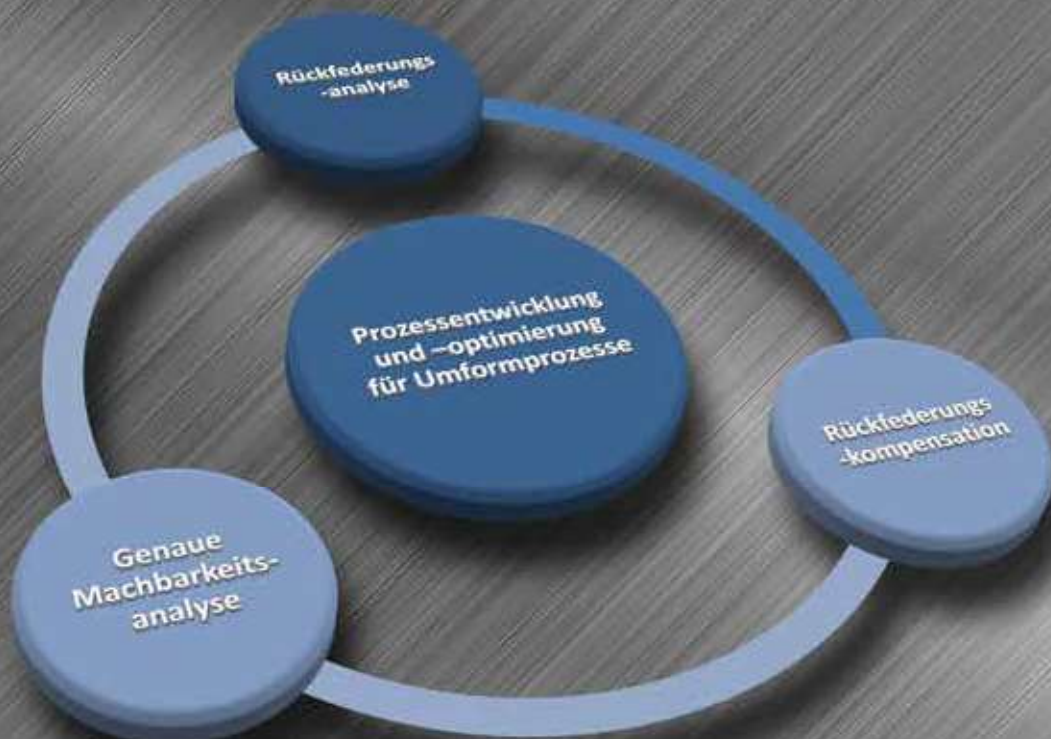 Rückfederungs
-analyse
Prozessentwicklung
und –optimierung
für Umformprozesse
Rückfederungs
-kompensation
Genaue
Machbarkeits-
analyse